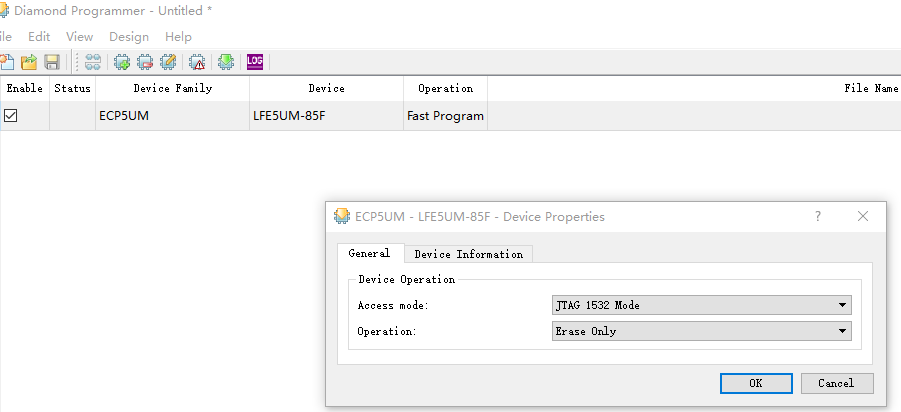 Diamond Programmer - Untitled *
ile Edit View Design Help
LOG
Enable Status Device Family Device Operation File Name
ECP5UM LFE5UM-85F Fast Program
ECP5UM - LFE5UM-85F - Device Properties
General Device Information
Device Operation
Access mode: JTAG 1532 Mode
Operation: Erase Only
OK Cancel